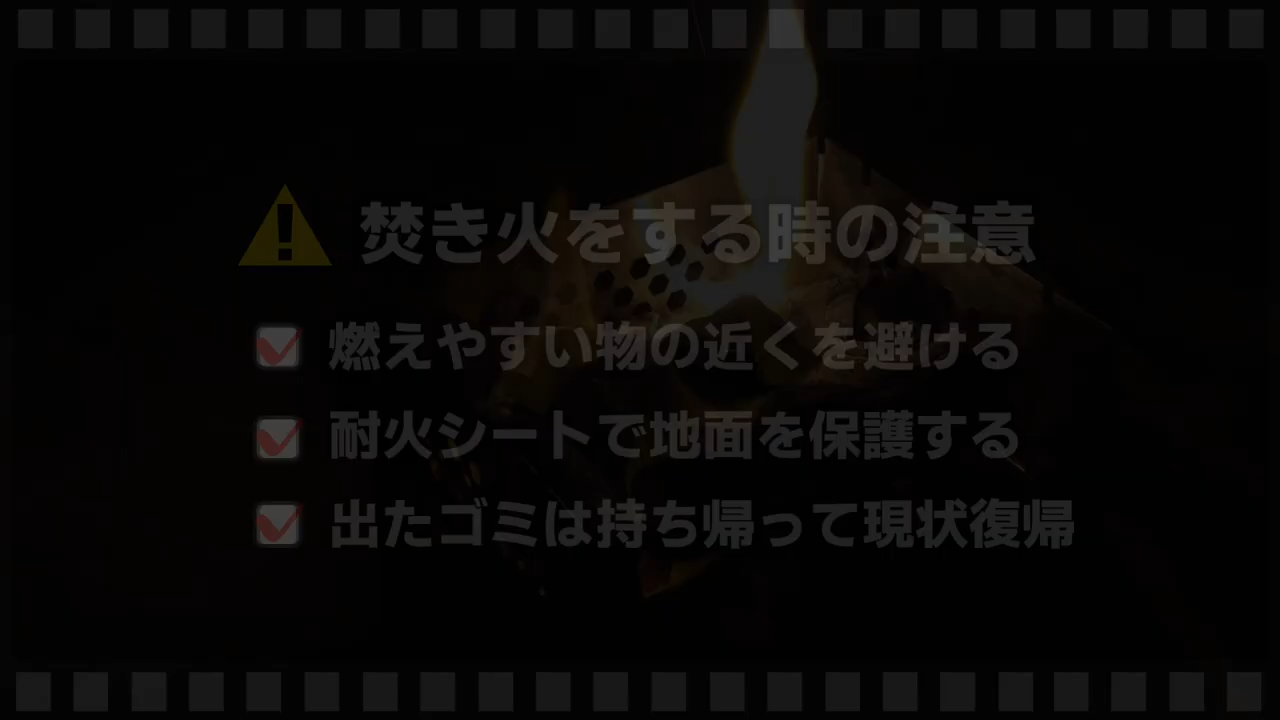 焚き火をする時の注意
燃えやすい物の近くを避ける
耐火シートで地面を保護する
出たゴミは持ち帰って現状復帰